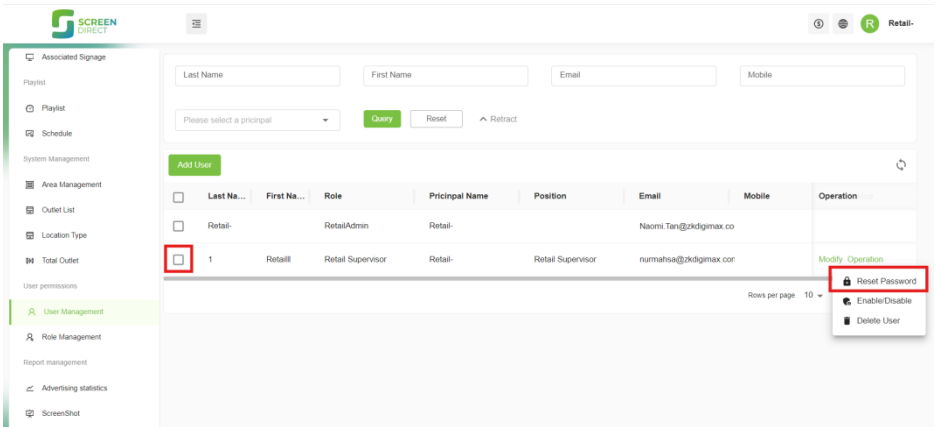 SCREEN
DIRECT
R
Retail-
Associated Signage
Playlist
Playlist
Schedule
System Management
Area Management
Outlet List
Location Type
Total Outlet
User permissions
User Management
Role Management
Report management
Advertising statistics
ScreenShot
Last Name
First Name
Email
Mobile
Please select a pricinpal
Query
Reset
Retract
Add User
Last Na... First Na... Role Pricinpal Name Position Email Mobile Operation
Retail- RetailAdmin Retail- Naomi.Tan@zkdigimax.co
1 Retailll Retail Supervisor Retail- Retail Supervisor nurmahsa@zkdigimax.com Modify Operation
Rows per page 10
Reset Password
Enable/Disable
Delete User